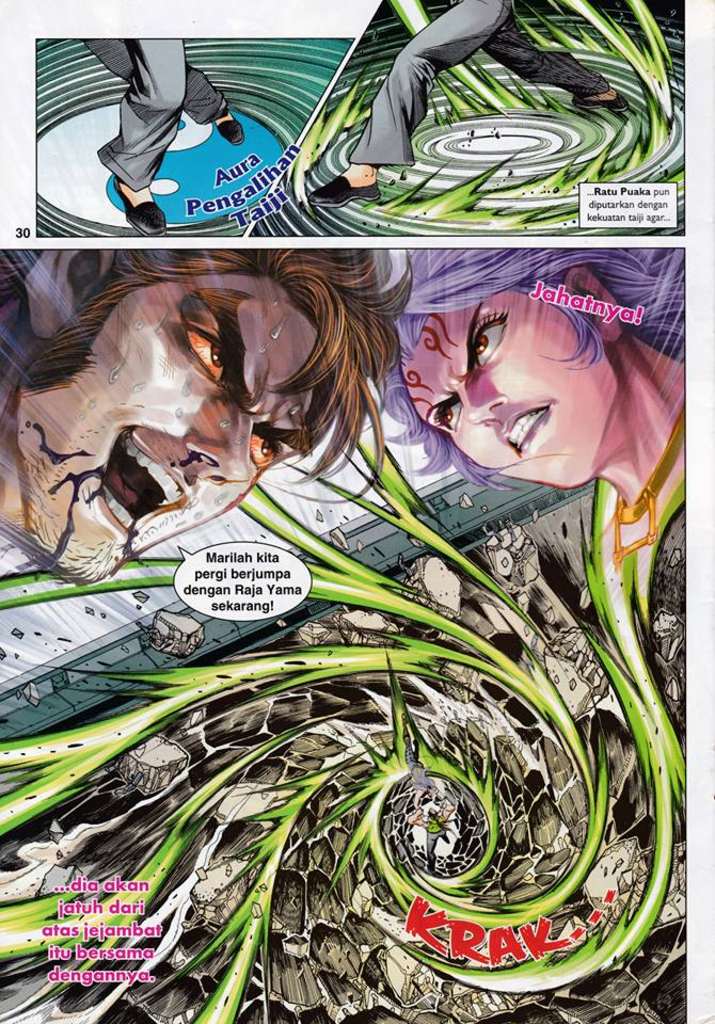 Aura
Pengalihan
Taiji
...Ratu Puaka pun
diputarkan dengan
kekuatan taiji agar...
30
Jahatnya!
Marilah kita
pergi berjumpa
dengan Raja Yama
sekarang!
...dia akan
jatuh dari
atas jejambat
itu bersama
dengannya.
KRAK...